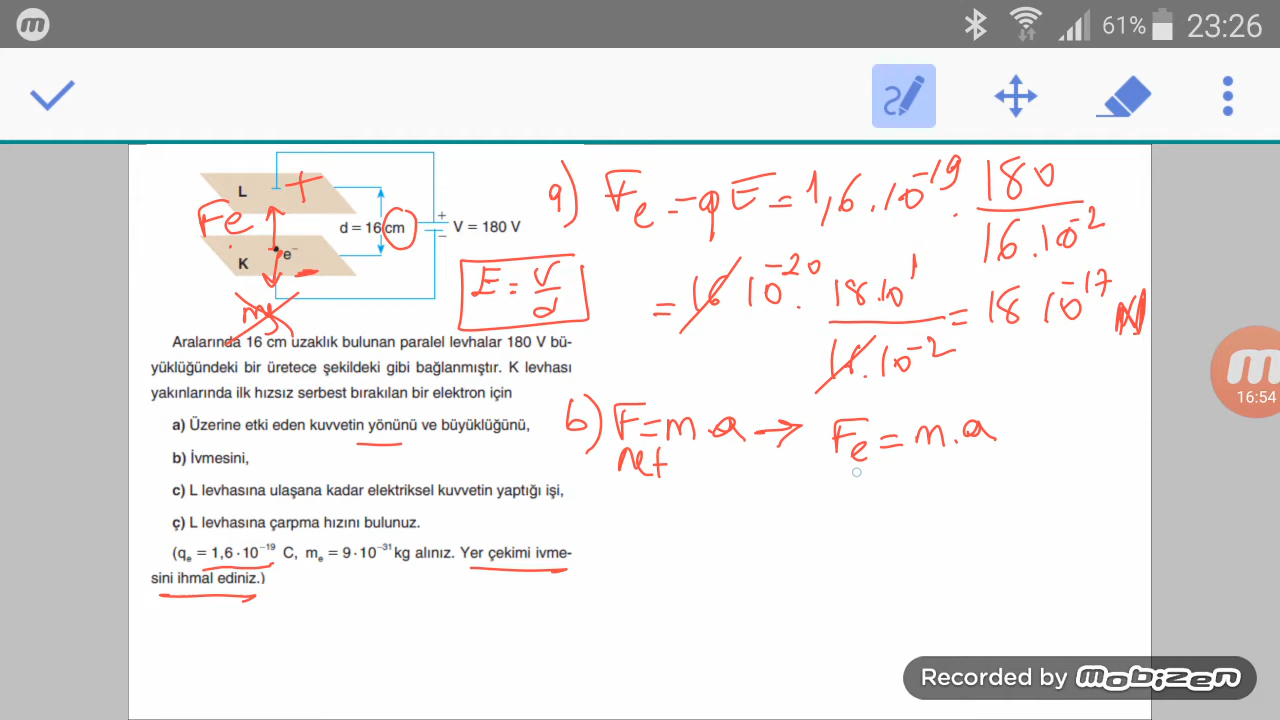 61% 23:26
L +
Fe
d = 16 cm
+
−
V = 180 V
K e⁻ −
mg
E = V/d
Aralarında 16 cm uzaklık bulunan paralel levhalar 180 V bü-
yüklüğündeki bir üretece şekildeki gibi bağlanmıştır. K levhası
yakınlarında ilk hızsız serbest bırakılan bir elektron için
a) Üzerine etki eden kuvvetin yönünü ve büyüklüğünü,
b) İvmesini,
c) L levhasına ulaşana kadar elektriksel kuvvetin yaptığı işi,
ç) L levhasına çarpma hızını bulunuz.
(qₑ = 1,6·10⁻¹⁹ C, mₑ = 9·10⁻³¹ kg alınız. Yer çekimi ivme-
sini ihmal ediniz.)
a) Fe = qE = 1,6.10⁻¹⁹ . 180 / 16.10⁻²
= 16 10⁻²⁰ . 18.10¹ / 16.10⁻² = 18 10⁻¹⁷ N
b) Fnet = m.a → Fe = m.a
m
16:54
Recorded by mobizen